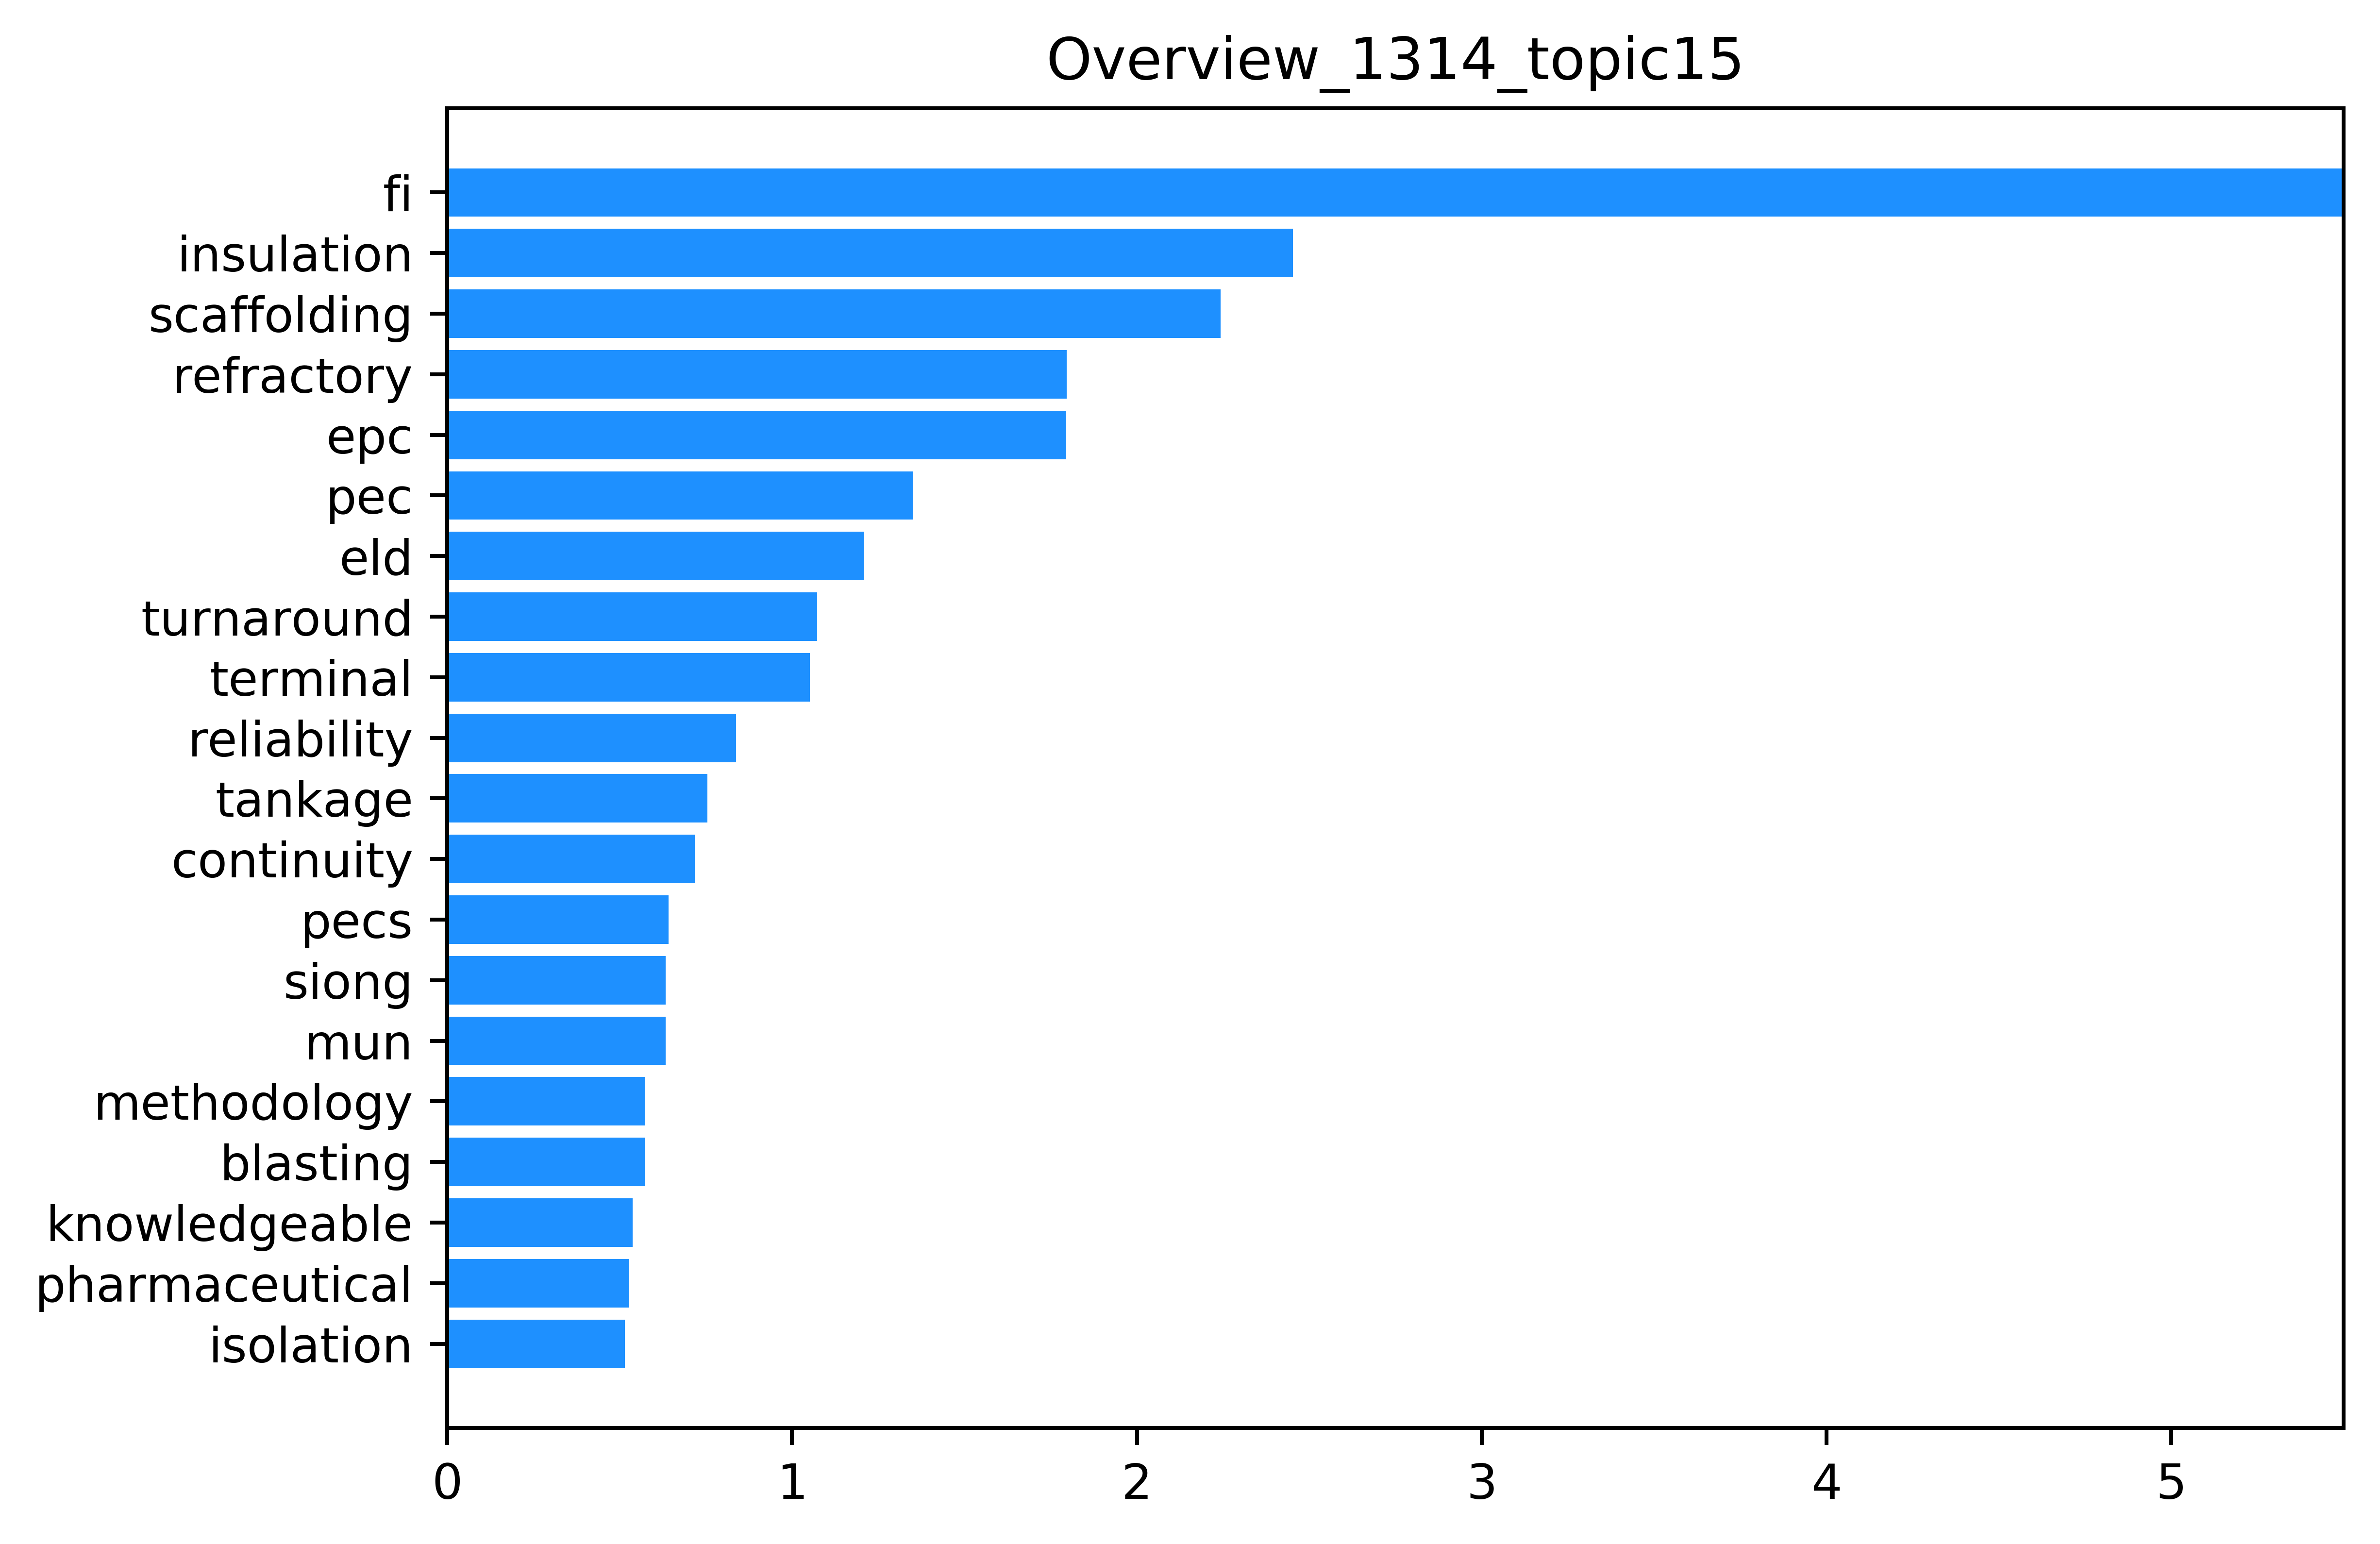 Overview_1314_topic15
fi
insulation
scaffolding
refractory
epc
pec
eld
turnaround
terminal
reliability
tankage
continuity
pecs
siong
mun
methodology
blasting
knowledgeable
pharmaceutical
isolation
0 1 2 3 4 5